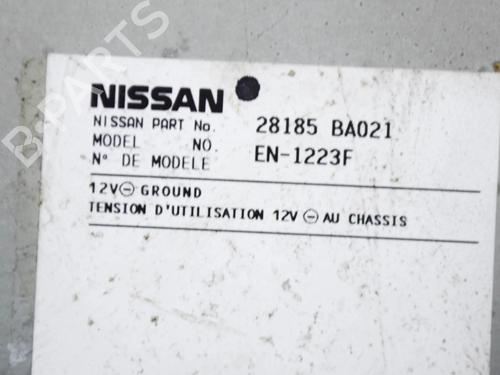 B-PARTS
NISSAN
NISSAN PART No. 28185 BA021
MODEL NO. EN-1223F
N° DE MODELE
12V⊖ GROUND
TENSION D'UTILISATION 12V ⊖ AU CHASSIS